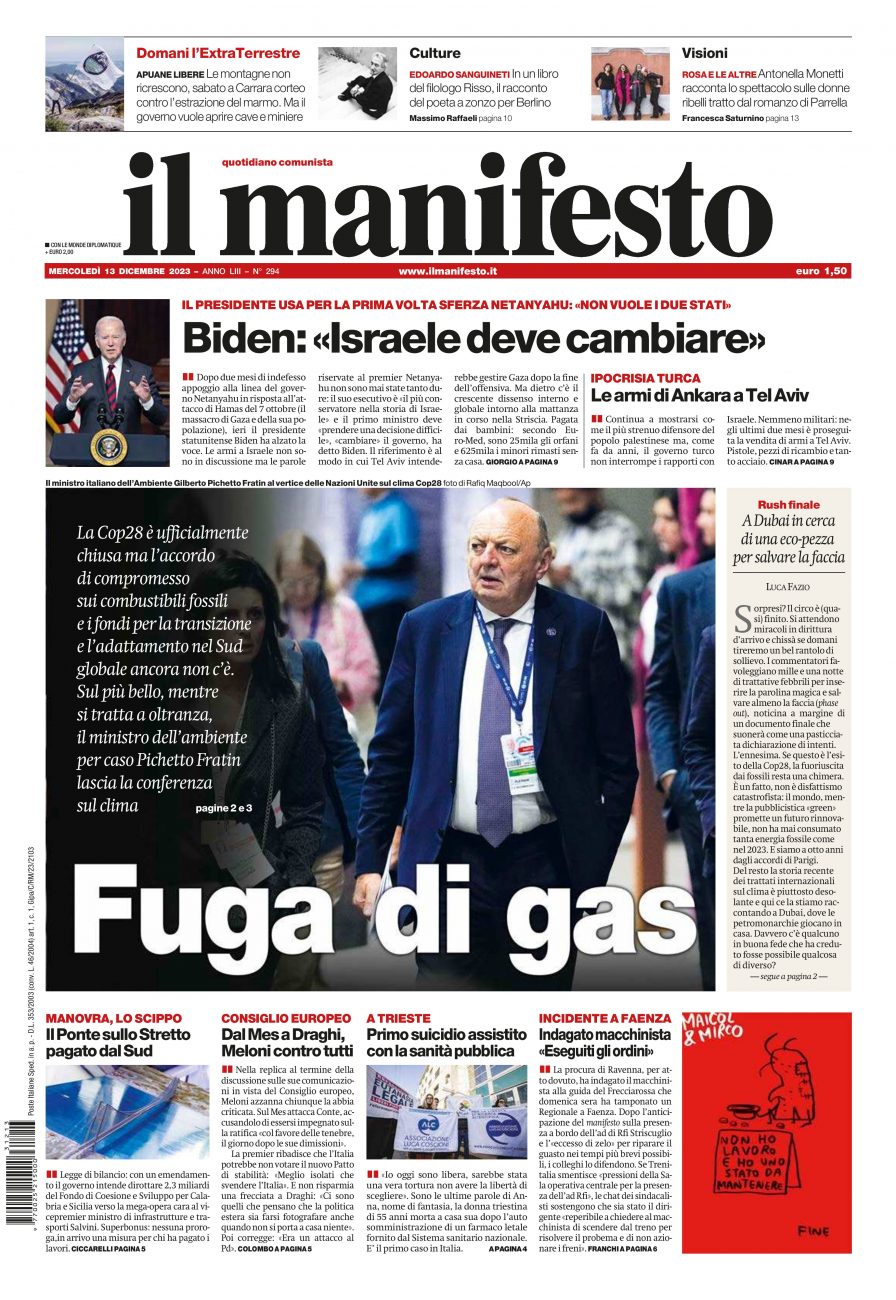 Domani l'ExtraTerrestre
APUANE LIBERE Le montagne non
ricrescono, sabato a Carrara corteo
contro l'estrazione del marmo. Ma il
governo vuole aprire cave e miniere
Culture
EDOARDO SANGUINETI In un libro
del filologo Risso, il racconto
del poeta a zonzo per Berlino
Massimo Raffaeli pagina 10
Visioni
ROSA E LE ALTRE Antonella Monetti
racconta lo spettacolo sulle donne
ribelli tratto dal romanzo di Parrella
Francesca Saturnino pagina 13
quotidiano comunista
il manifesto
CON LE MONDE DIPLOMATIQUE
+ EURO 2,00
MERCOLEDÌ 13 DICEMBRE 2023 – ANNO LIII – N° 294
www.ilmanifesto.it
euro 1,50
IL PRESIDENTE USA PER LA PRIMA VOLTA SFERZA NETANYAHU: «NON VUOLE I DUE STATI»
Biden: «Israele deve cambiare»
Dopo due mesi di indefesso
appoggio alla linea del gover-
no Netanyahu in risposta all'at-
tacco di Hamas del 7 ottobre (il
massacro di Gaza e della sua po-
polazione), ieri il presidente
statunitense Biden ha alzato la
voce. Le armi a Israele non so-
no in discussione ma le parole
riservate al premier Netanya-
hu non sono mai state tanto du-
re: il suo esecutivo è «il più con-
servatore nella storia di Israe-
le» e il primo ministro deve
«prendere una decisione diffici-
le», «cambiare» il governo, ha
detto Biden. Il riferimento è al
modo in cui Tel Aviv intende-
rebbe gestire Gaza dopo la fine
dell'offensiva. Ma dietro c'è il
crescente dissenso interno e
globale intorno alla mattanza
in corso nella Striscia. Pagata
dai bambini: secondo Eu-
ro-Med, sono 25mila gli orfani
e 625mila i minori rimasti sen-
za casa. GIORGIO A PAGINA 9
IPOCRISIA TURCA
Le armi di Ankara a Tel Aviv
Continua a mostrarsi co-
me il più strenuo difensore del
popolo palestinese ma, come
fa da anni, il governo turco
non interrompe i rapporti con
Israele. Nemmeno militari: ne-
gli ultimi due mesi è prosegui-
ta la vendita di armi a Tel Aviv.
Pistole, pezzi di ricambio e tan-
to acciaio. CINAR A PAGINA 9
Il ministro italiano dell'Ambiente Gilberto Pichetto Fratin al vertice delle Nazioni Unite sul clima Cop28 foto di Rafiq Maqbool/Ap
La Cop28 è ufficialmente
chiusa ma l'accordo
di compromesso
sui combustibili fossili
e i fondi per la transizione
e l'adattamento nel Sud
globale ancora non c'è.
Sul più bello, mentre
si tratta a oltranza,
il ministro dell'ambiente
per caso Pichetto Fratin
lascia la conferenza
sul clima
pagine 2 e 3
Fuga di gas
Rush finale
A Dubai in cerca
di una eco-pezza
per salvare la faccia
LUCA FAZIO
Sorpresi? Il circo è (qua-
si) finito. Si attendono
miracoli in dirittura
d'arrivo e chissà se domani
tireremo un bel rantolo di
sollievo. I commentatori fa-
voleggiano mille e una notte
di trattative febbrili per inse-
rire la parolina magica e sal-
vare almeno la faccia (phase
out), noticina a margine di
un documento finale che
suonerà come una pasticcia-
ta dichiarazione di intenti.
L'ennesima. Se questo è l'esi-
to della Cop28, la fuoriuscita
dai fossili resta una chimera.
È un fatto, non è disfattismo
catastrofista: il mondo, men-
tre la pubblicistica «green»
promette un futuro rinnova-
bile, non ha mai consumato
tanta energia fossile come
nel 2023. E siamo a otto anni
dagli accordi di Parigi.
Del resto la storia recente
dei trattati internazionali
sul clima è piuttosto deso-
lante e qui ce la stiamo rac-
contando a Dubai, dove le
petromonarchie giocano in
casa. Davvero c'è qualcuno
in buona fede che ha credu-
to fosse possibile qualcosa
di diverso?
— segue a pagina 2 —
Poste Italiane Sped. in a. p. - D.L. 353/2003 (conv. L. 46/2004) art. 1, c. 1, Gipa/C/RM/23/2103
31213
9 770025 215000
MANOVRA, LO SCIPPO
Il Ponte sullo Stretto
pagato dal Sud
Legge di bilancio: con un emendamen-
to il governo intende dirottare 2,3 miliardi
del Fondo di Coesione e Sviluppo per Cala-
bria e Sicilia verso la mega-opera cara al vi-
cepremier ministro di infrastrutture e tra-
sporti Salvini. Superbonus: nessuna proro-
ga, in arrivo una misura per chi ha pagato i
lavori. CICCARELLI PAGINA 5
CONSIGLIO EUROPEO
Dal Mes a Draghi,
Meloni contro tutti
Nella replica al termine della
discussione sulle sue comunicazio-
ni in vista del Consiglio europeo,
Meloni azzanna chiunque la abbia
criticata. Sul Mes attacca Conte, ac-
cusandolo di essersi impegnato sul-
la ratifica «col favore delle tenebre,
il giorno dopo le sue dimissioni».
La premier ribadisce che l'Italia
potrebbe non votare il nuovo Patto
di stabilità: «Meglio isolati che
svendere l'Italia». E non risparmia
una frecciata a Draghi: «Ci sono
quelli che pensano che la politica
estera sia farsi fotografare anche
quando non si porta a casa niente».
Poi corregge: «Era un attacco al
Pd». COLOMBO A PAGINA 5
A TRIESTE
Primo suicidio assistito
con la sanità pubblica
EUTANASIA
LEGALE
ALC
ASSOCIAZIONE
LUCA COSCIONI
«Io oggi sono libera, sarebbe stata
una vera tortura non avere la libertà di
scegliere». Sono le ultime parole di An-
na, nome di fantasia, la donna triestina
di 55 anni morta a casa sua dopo l'auto
somministrazione di un farmaco letale
fornito dal Sistema sanitario nazionale.
E' il primo caso in Italia. A PAGINA 4
INCIDENTE A FAENZA
Indagato macchinista
«Eseguiti gli ordini»
La procura di Ravenna, per at-
to dovuto, ha indagato il macchini-
sta alla guida del Frecciarossa che
domenica sera ha tamponato un
Regionale a Faenza. Dopo l'antici-
pazione del manifesto sulla presen-
za a bordo dell'ad di Rfi Strisciuglio
e l'«eccesso di zelo» per riparare il
guasto nei tempi più brevi possibi-
li, i colleghi lo difendono. Se Treni-
talia smentisce «pressioni della Sa-
la operativa centrale per la presen-
za dell'ad Rfi», le chat dei sindacali-
sti sostengono che sia stato il diri-
gente «reperibile a chiedere al mac-
chinista di scendere dal treno per
risolvere il problema e di non azio-
nare i freni». FRANCHI A PAGINA 6
MAICOL
& MIRCO
NON HO
LAVORO
E HO UNO
STATO DA
MANTENERE
FINE